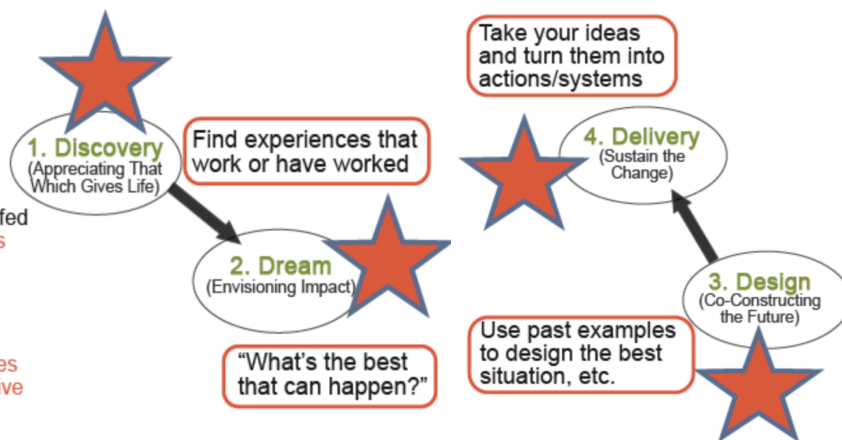 1. Discovery
(Appreciating That
Which Gives Life)
Find experiences that
work or have worked
2. Dream
(Envisioning Impact)
"What's the best
that can happen?"
3. Design
(Co-Constructing
the Future)
Use past examples
to design the best
situation, etc.
4. Delivery
(Sustain the
Change)
Take your ideas
and turn them into
actions/systems